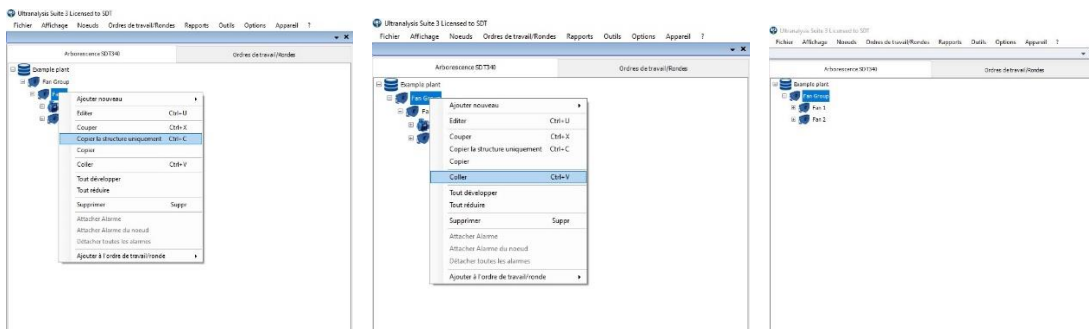 Ultranalysis Suite 3 Licensed to SDT
Fichier Affichage Noeuds Ordres de travail/Rondes Rapports Outils Options Appareil ?
Arborescence SDT340 Ordres de travail/Rondes
Example plant
Fan Group
Ajouter nouveau
Editer Ctrl+U
Couper Ctrl+X
Copier la structure uniquement Ctrl+C
Copier
Coller Ctrl+V
Tout développer
Tout réduire
Supprimer Suppr
Attacher Alarme
Attacher Alarme du noeud
Détacher toutes les alarmes
Ajouter à l'ordre de travail/ronde
Ultranalysis Suite 3 Licensed to SDT
Fichier Affichage Noeuds Ordres de travail/Rondes Rapports Outils Options Appareil ?
Arborescence SDT340 Ordres de travail/Rondes
Example plant
Fan Group
Ajouter nouveau
Editer Ctrl+U
Couper Ctrl+X
Copier la structure uniquement Ctrl+C
Copier
Coller Ctrl+V
Tout développer
Tout réduire
Supprimer Suppr
Attacher Alarme
Attacher Alarme du noeud
Détacher toutes les alarmes
Ajouter à l'ordre de travail/ronde
Ultranalysis Suite 3 Licensed to SDT
Fichier Affichage Noeuds Ordres de travail/Rondes Rapports Outils Options Appareil ?
Arborescence SDT340 Ordres de travail/Rondes
Example plant
Fan Group
Fan 1
Fan 2